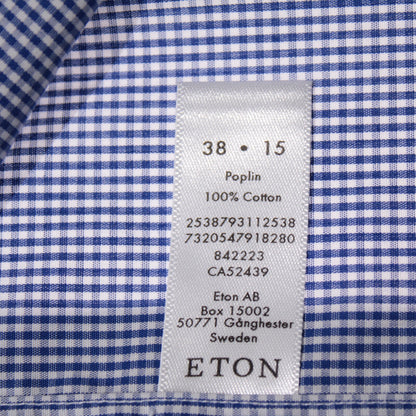 38 • 15
Poplin
100% Cotton
2538793112538
7320547918280
842223
CA52439
Eton AB
Box 15002
50771 Gånghester
Sweden
ETON